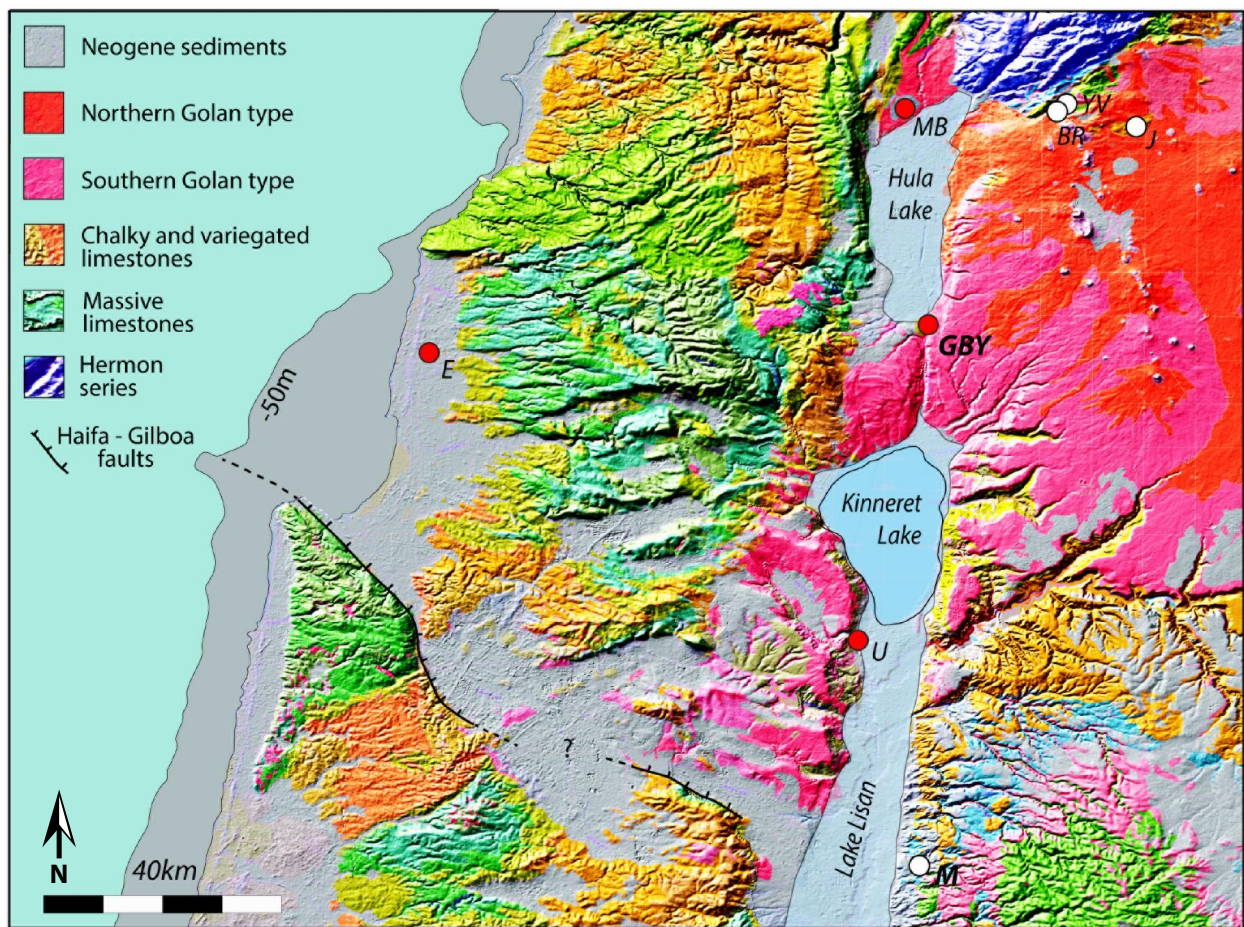 Neogene sediments
Northern Golan type
Southern Golan type
Chalky and variegated
limestones
Massive
limestones
Hermon
series
Haifa - Gilboa
faults
-50m
E
MB
YV
BR
J
Hula
Lake
GBY
Kinneret
Lake
U
?
Lake Lisan
M
N
40km